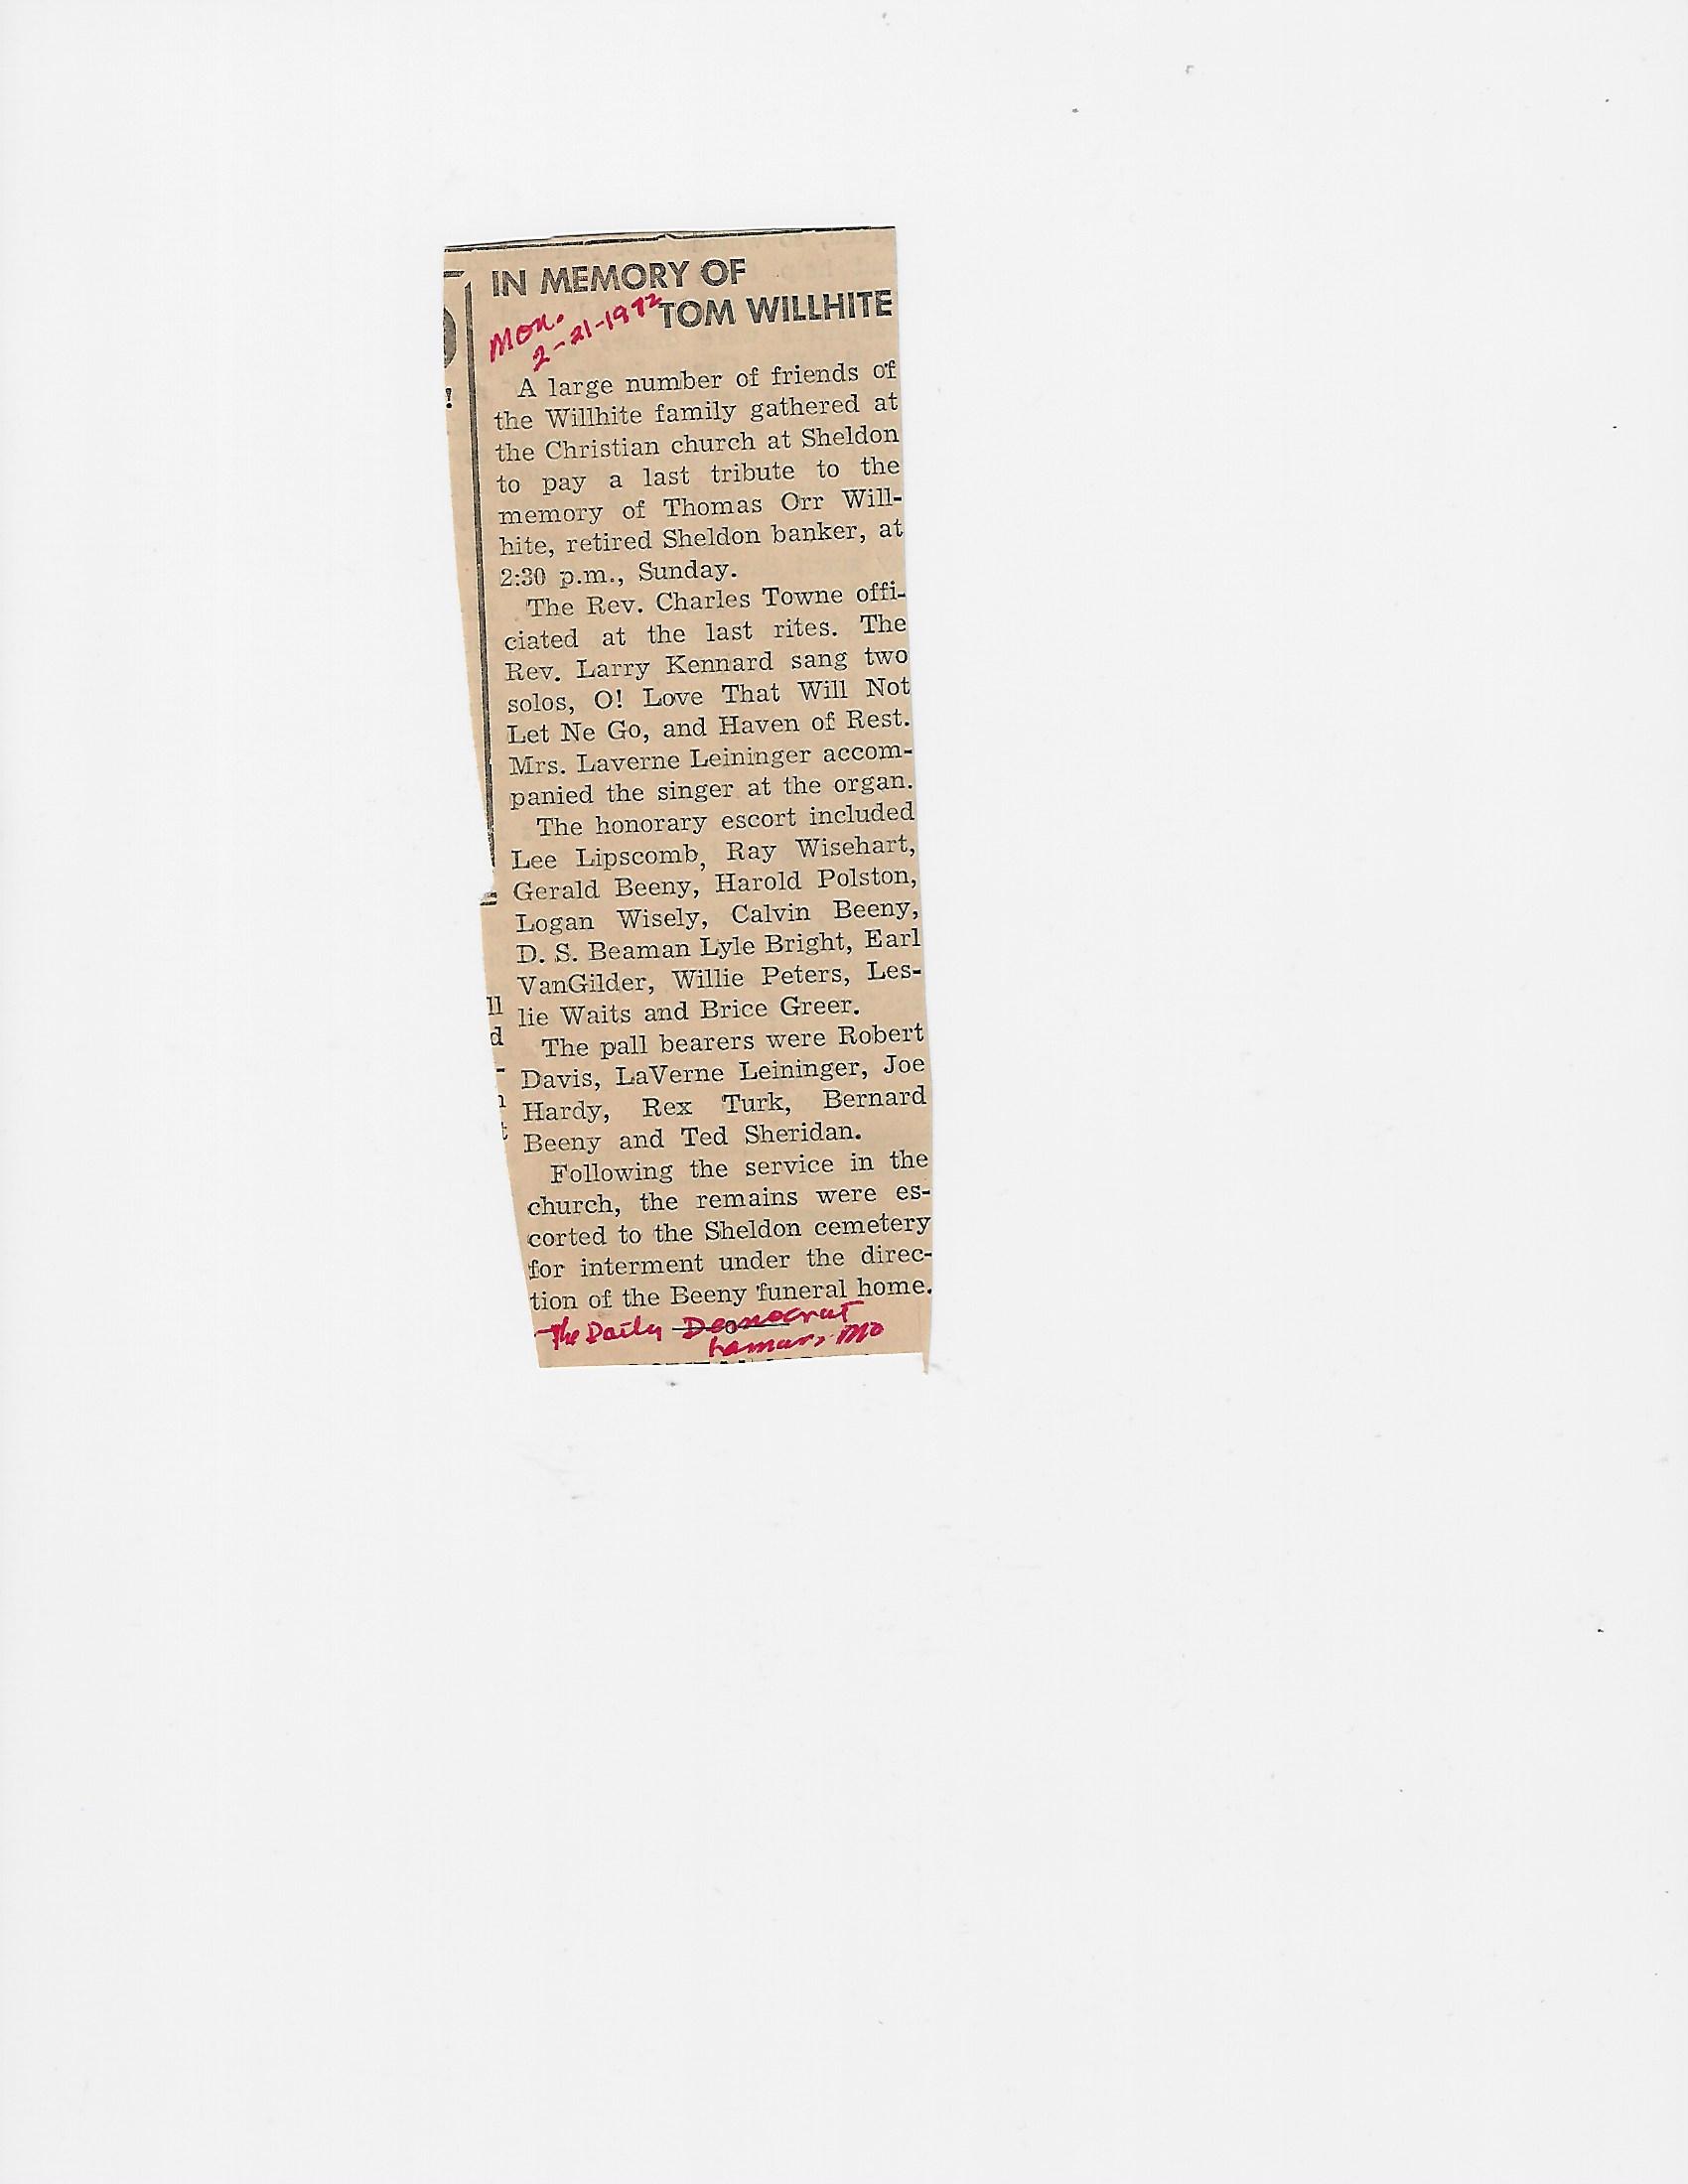 IN MEMORY OF
TOM WILLHITE
Mon.
2-21-1972
A large number of friends of
the Willhite family gathered at
the Christian church at Sheldon
to pay a last tribute to the
memory of Thomas Orr Will-
hite, retired Sheldon banker, at
2:30 p.m., Sunday.
The Rev. Charles Towne offi-
ciated at the last rites. The
Rev. Larry Kennard sang two
solos, O! Love That Will Not
Let Ne Go, and Haven of Rest.
Mrs. Laverne Leininger accom-
panied the singer at the organ.
The honorary escort included
Lee Lipscomb, Ray Wisehart,
Gerald Beeny, Harold Polston,
Logan Wisely, Calvin Beeny,
D. S. Beaman Lyle Bright, Earl
VanGilder, Willie Peters, Les-
lie Waits and Brice Greer.
The pall bearers were Robert
Davis, LaVerne Leininger, Joe
Hardy, Rex Turk, Bernard
Beeny and Ted Sheridan.
Following the service in the
church, the remains were es-
corted to the Sheldon cemetery
for interment under the direc-
tion of the Beeny funeral home.
The Daily Democrat
Lamar, Mo